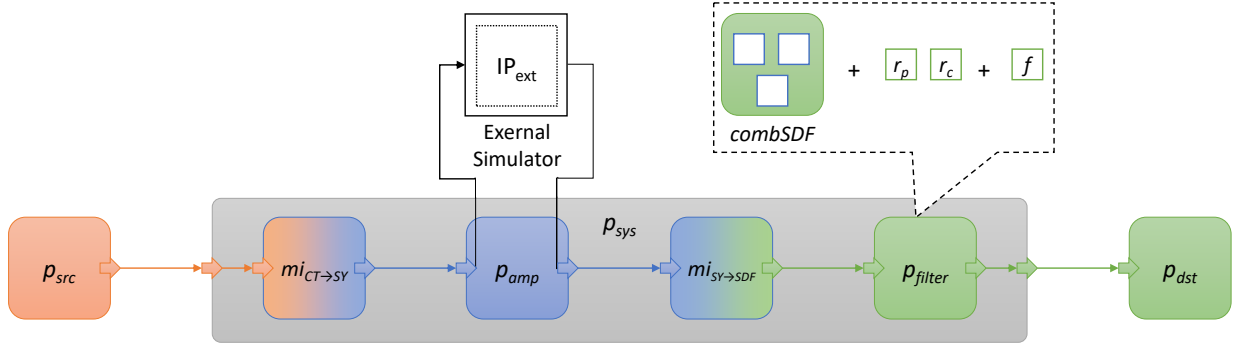 IP_ext
Exernal
Simulator
+ r_p r_c + f
combSDF
p_sys
p_src
mi_CT→SY
p_amp
mi_SY→SDF
p_filter
p_dst